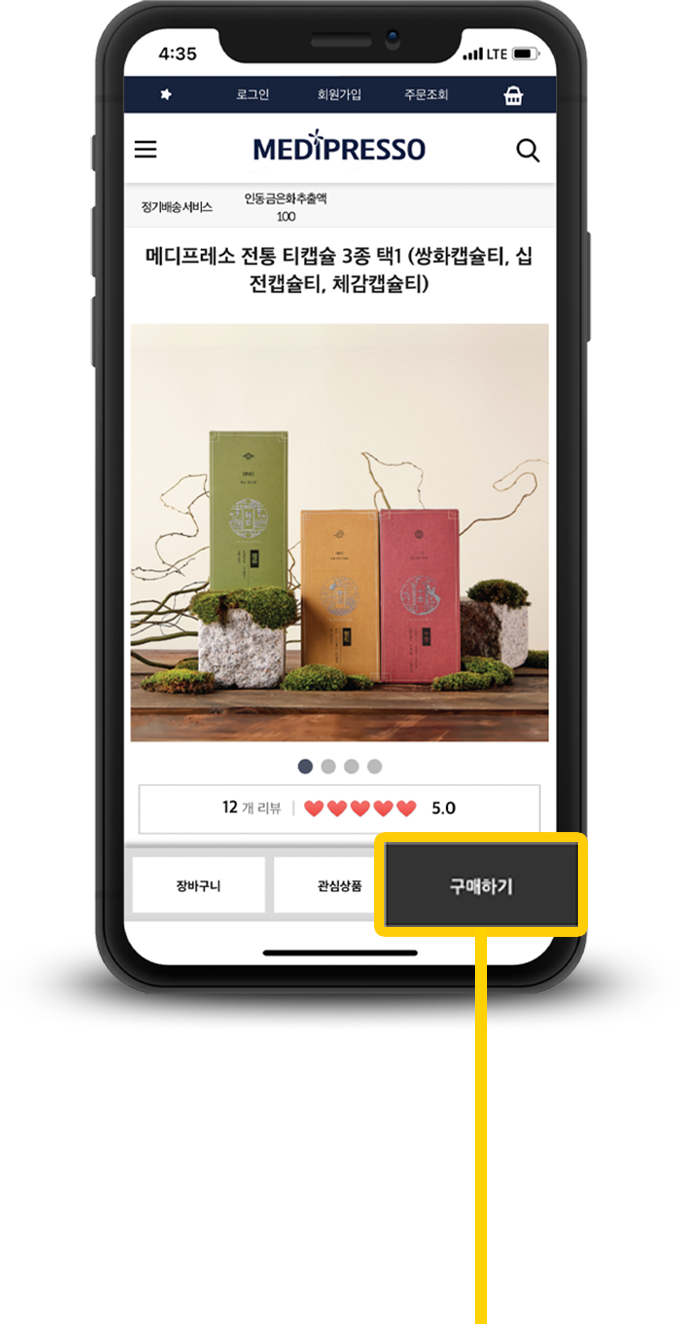 4:35
LTE
로그인 회원가입 주문조회
MEDIPRESSO
정기배송 서비스
인동 금은화 추출액
100
메디프레소 전통 티캡슐 3종 택1 (쌍화캡슐티, 십
전캡슐티, 체감캡슐티)
12 개 리뷰 5.0
장바구니 관심상품 구매하기